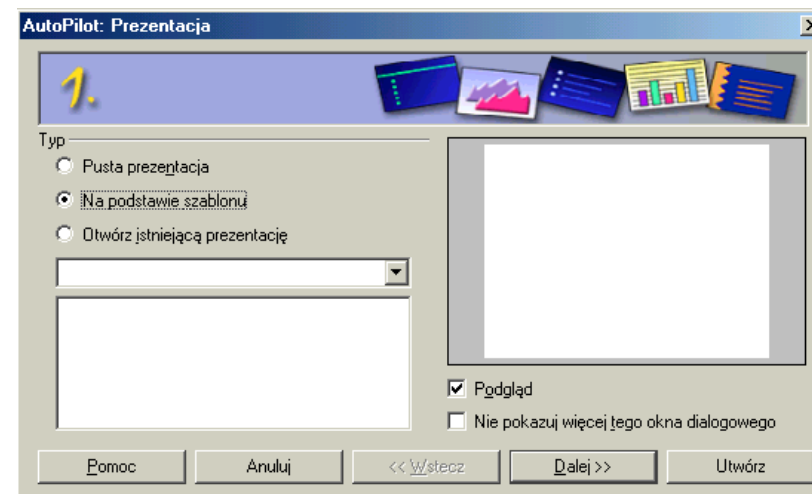 AutoPilot: Prezentacja
1.
Typ
Pusta prezentacja
Na podstawie szablonu
Otwórz istniejącą prezentację
Podgląd
Nie pokazuj więcej tego okna dialogowego
Pomoc Anuluj << Wstecz Dalej >> Utwórz